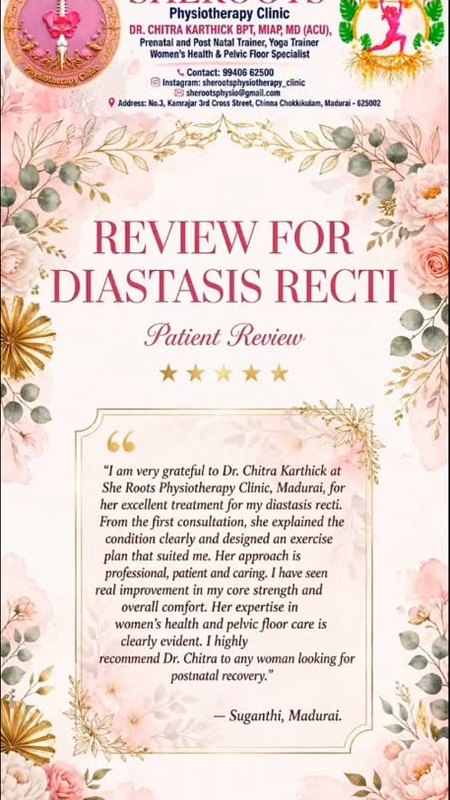 SHEROOTS
Physiotherapy Clinic
DR. CHITRA KARTHICK BPT, MIAP, MD (ACU),
Prenatal and Post Natal Trainer, Yoga Trainer
Women's Health & Pelvic Floor Specialist
Contact: 99406 62500
Instagram: sherootsphysiotherapy_clinic
sherootsphysio@gmail.com
Address: No.3, Kamrajar 3rd Cross Street, Chinna Chokkikulam, Madurai - 625002
Physiotherapy Clinic
REVIEW FOR
DIASTASIS RECTI
Patient Review
“I am very grateful to Dr. Chitra Karthick at
She Roots Physiotherapy Clinic, Madurai, for
her excellent treatment for my diastasis recti.
From the first consultation, she explained the
condition clearly and designed an exercise
plan that suited me. Her approach is
professional, patient and caring. I have seen
real improvement in my core strength and
overall comfort. Her expertise in
women's health and pelvic floor care is
clearly evident. I highly
recommend Dr. Chitra to any woman looking for
postnatal recovery.”
— Suganthi, Madurai.